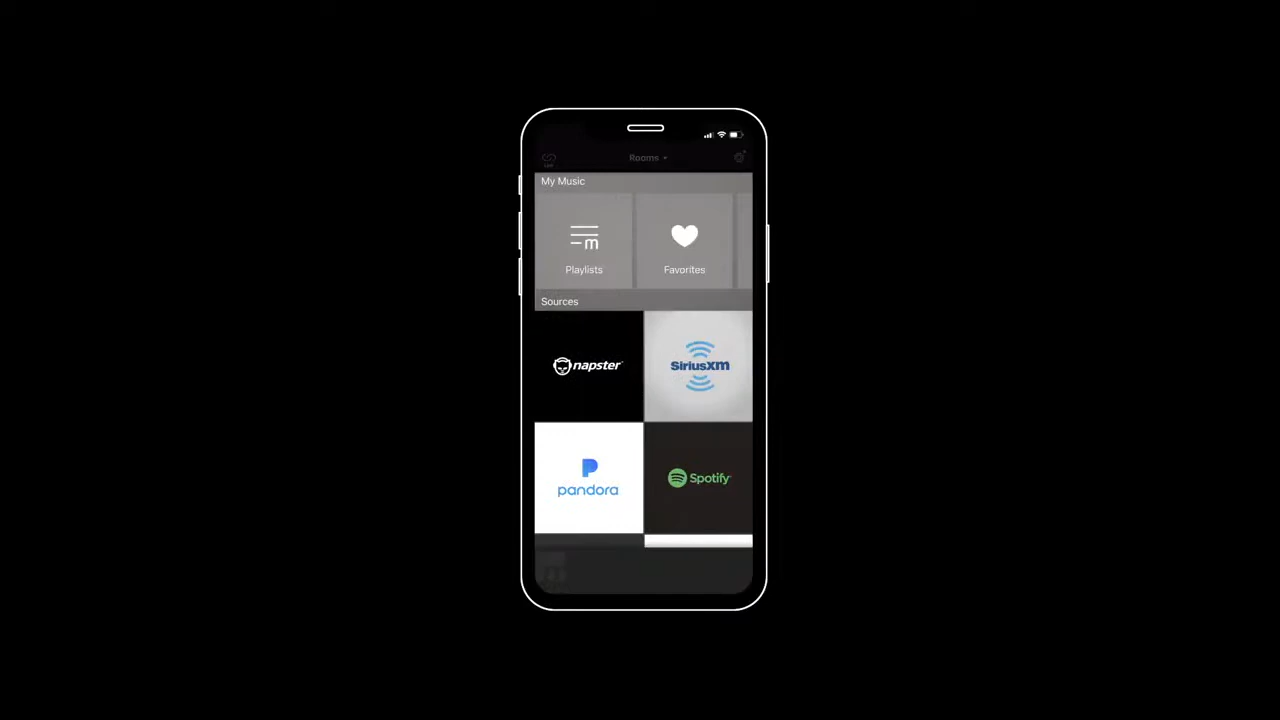 Rooms
My Music
Playlists
Favorites
Sources
napster
SiriusXM
pandora
Spotify